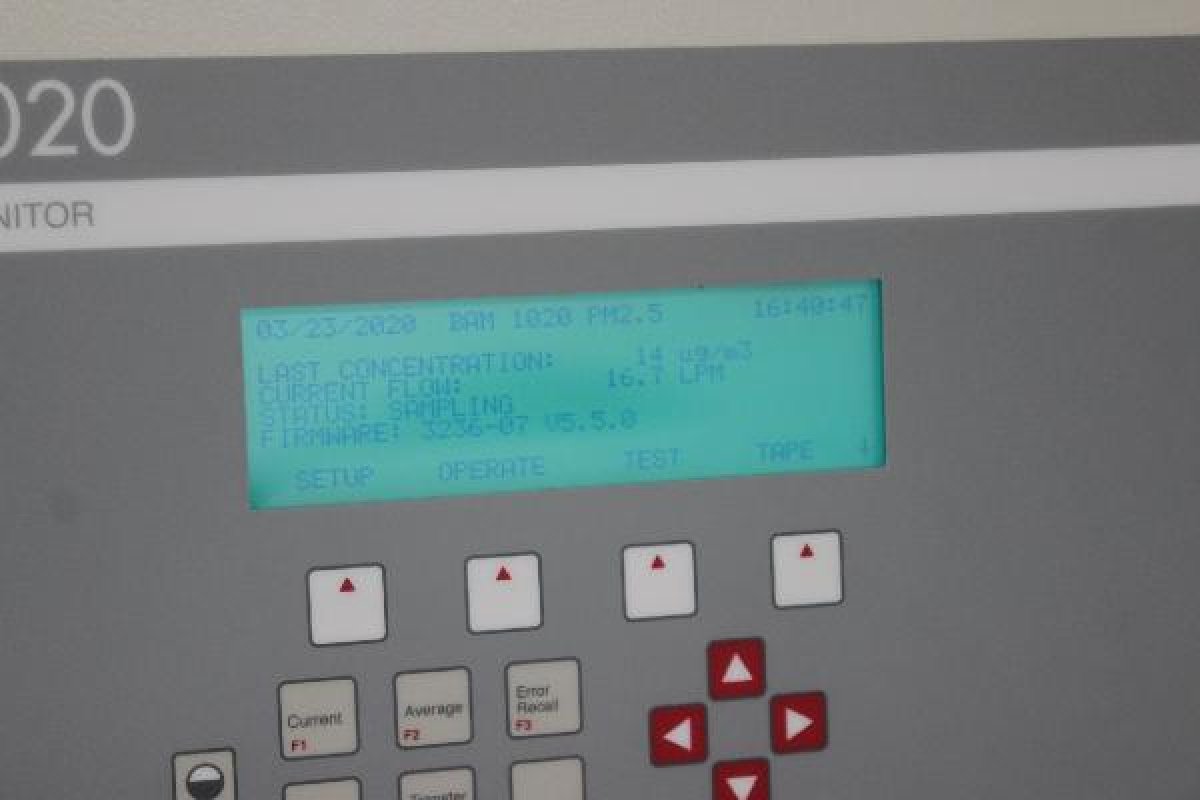 020
NITOR
03/23/2020 BAM 1020 PM2.5 16:40:47
LAST CONCENTRATION: 14 ug/m3
CURRENT FLOW: 16.7 LPM
STATUS: SAMPLING
FIRMWARE: 3236-07 V5.5.0
SETUP OPERATE TEST TAPE
Current
F1
Average
F2
Error
Recall
F3
Transfer